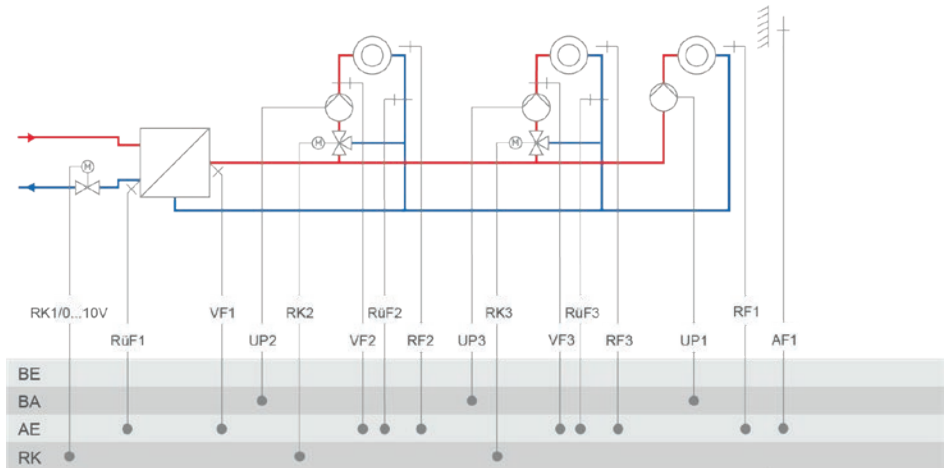 M
M
M
RK1/0...10V
VF1
RK2
RüF2
RK3
RüF3
RF1
RüF1
UP2
VF2
RF2
UP3
VF3
RF3
UP1
AF1
BE
BA
AE
RK